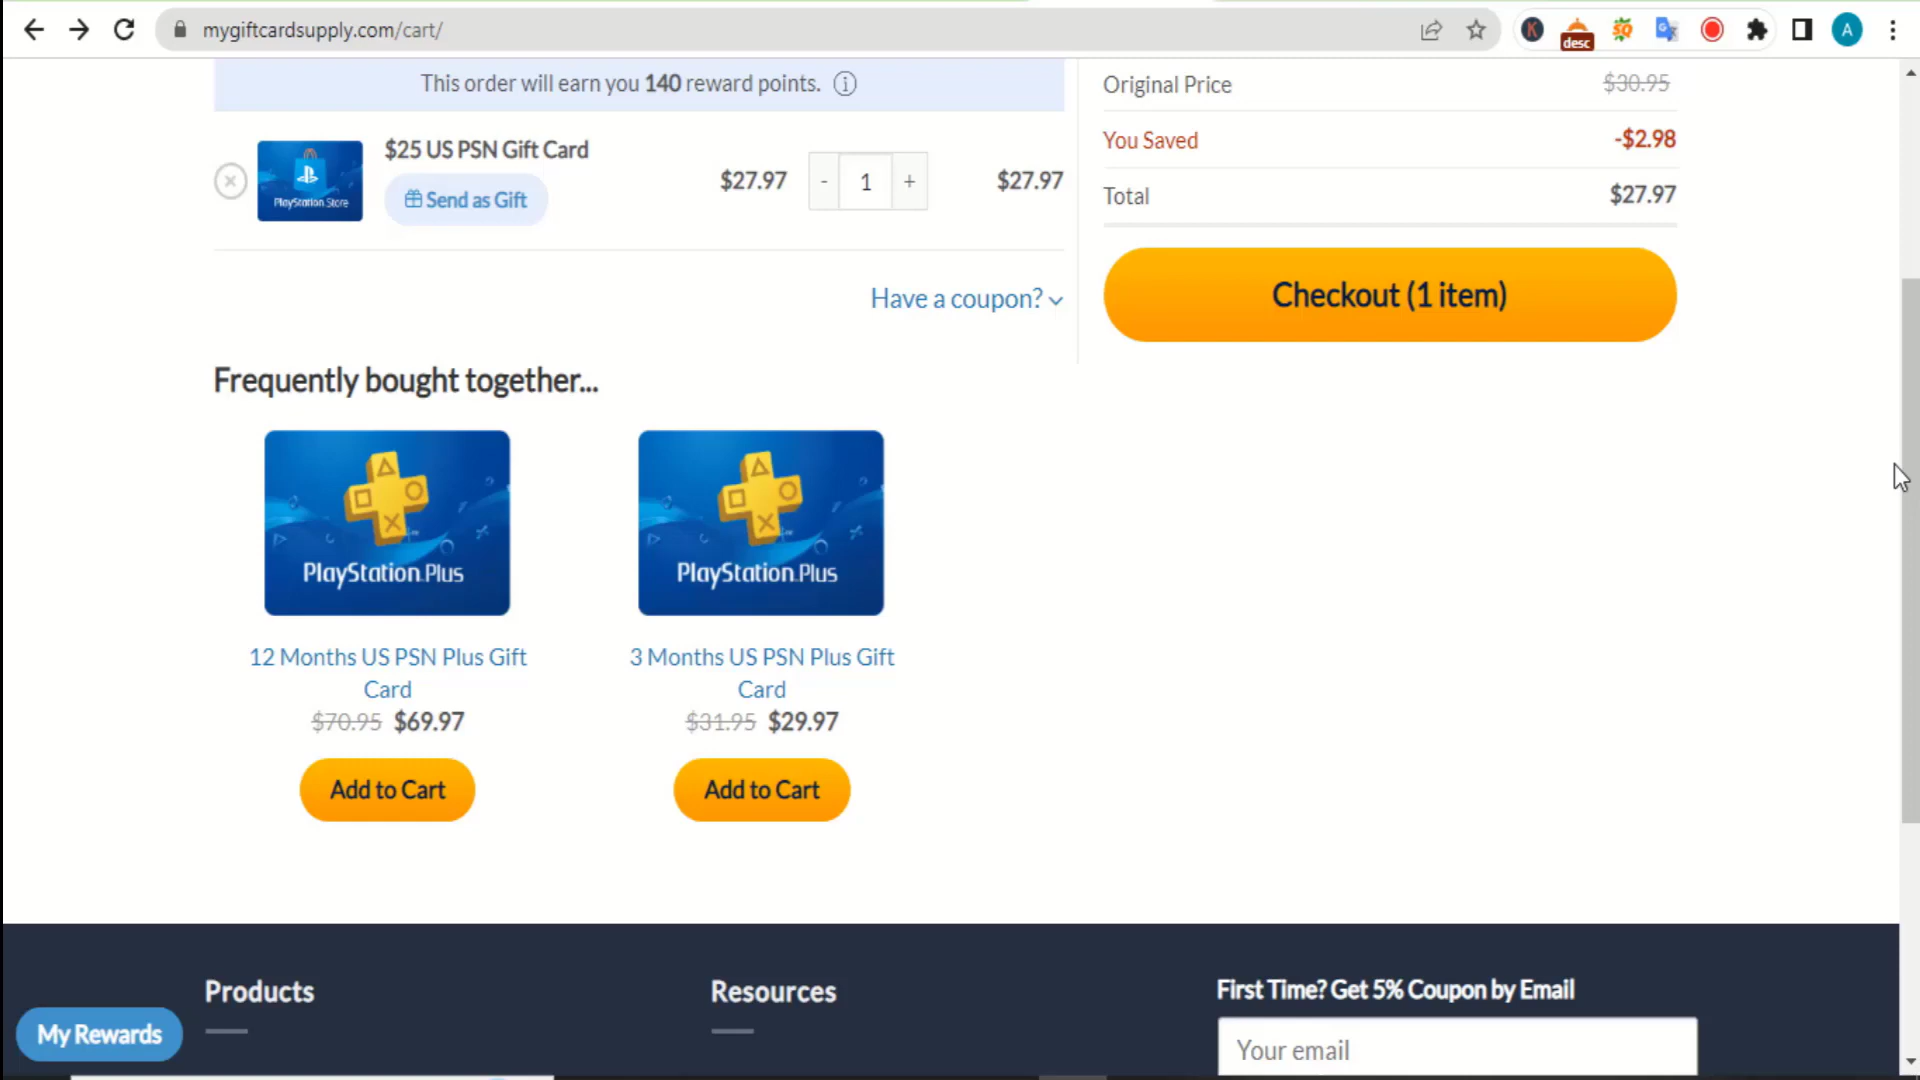 mygiftcardsupply.com/cart/
K
desc
SQ
A
This order will earn you 140 reward points.
Original Price $30.95
$25 US PSN Gift Card
You Saved -$2.98
PlayStation.Store
Send as Gift
$27.97 - 1 + $27.97
Total $27.97
Have a coupon?
Checkout (1 item)
Frequently bought together...
PlayStation.Plus
PlayStation.Plus
12 Months US PSN Plus Gift
Card
$70.95 $69.97
Add to Cart
3 Months US PSN Plus Gift
Card
$31.95 $29.97
Add to Cart
Products
Resources
First Time? Get 5% Coupon by Email
Your email
My Rewards